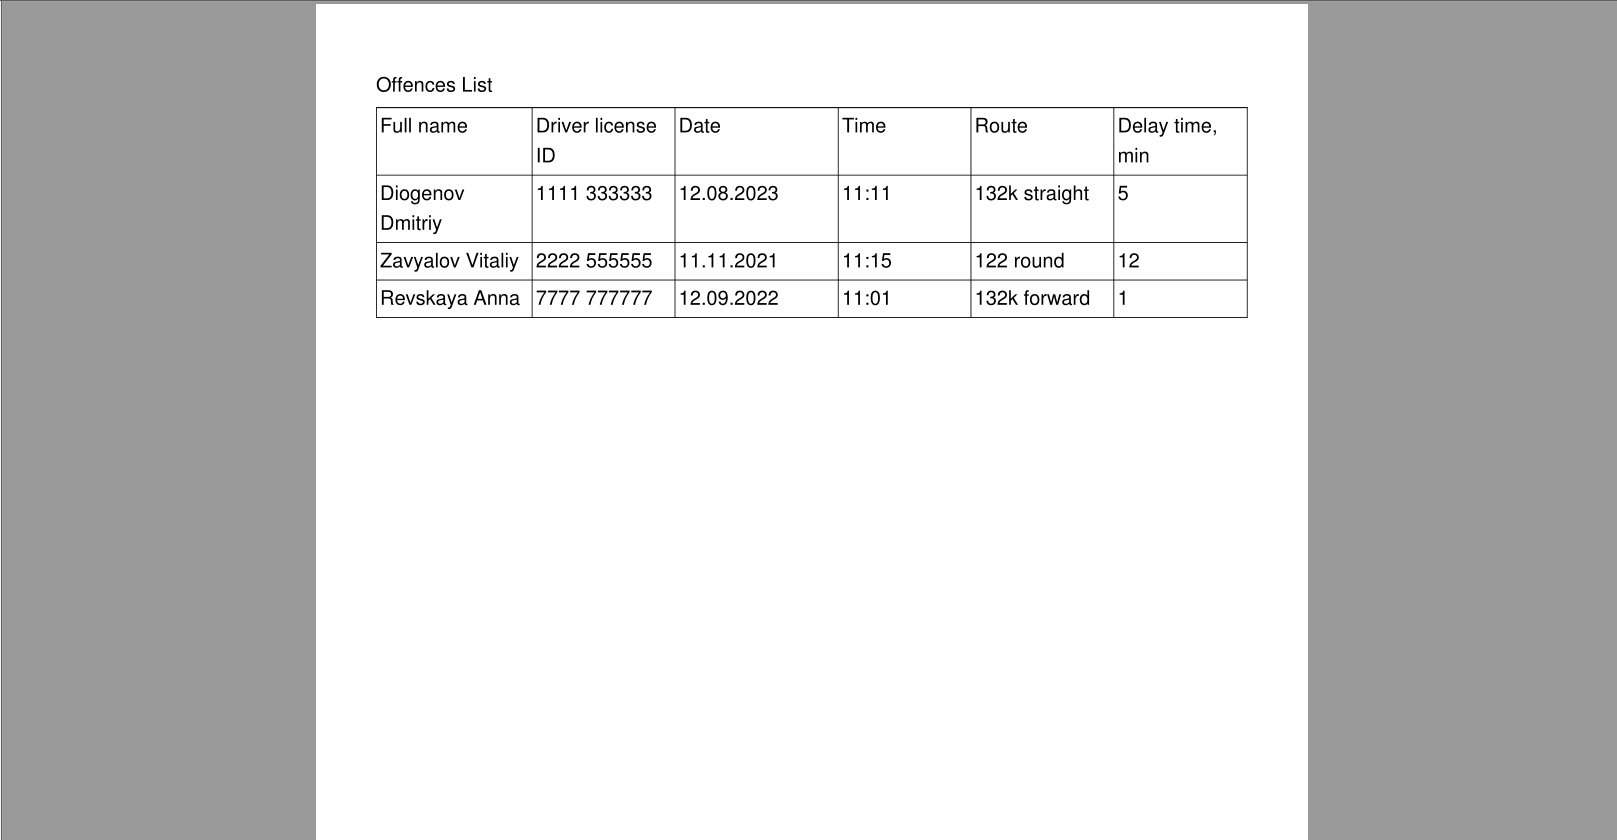 Offences List
Full name Driver license Date Time Route Delay time,
ID min
Diogenov 1111 333333 12.08.2023 11:11 132k straight 5
Dmitriy
Zavyalov Vitaliy 2222 555555 11.11.2021 11:15 122 round 12
Revskaya Anna 7777 777777 12.09.2022 11:01 132k forward 1